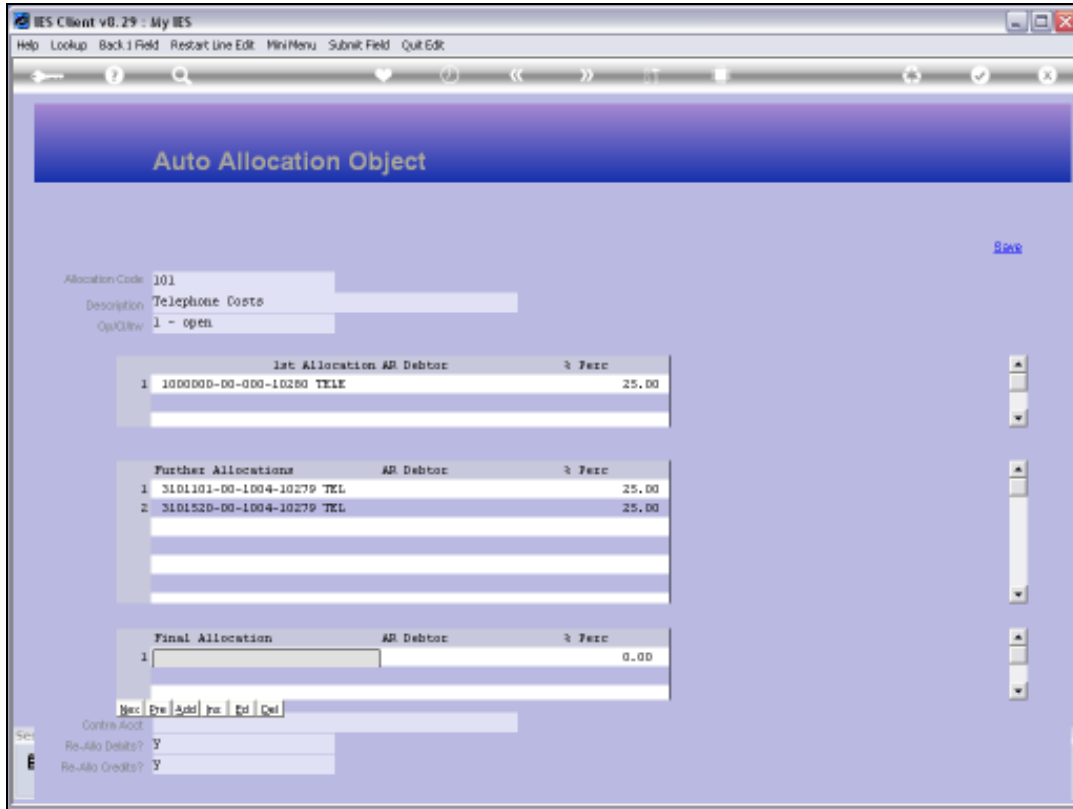 IES Client v8.29 : My IES
Help Lookup Back 1 Field Restart Line Edit MiniMenu Submit Field Quit Edit
Auto Allocation Object
Save
Allocation Code 101
Description Telephone Costs
Op/Cl/Inv 1 - open
1st Allocation AR Debtor % Perc
1 1000000-00-000-10280 TELE 25.00
Further Allocations AR Debtor % Perc
1 3101101-00-1004-10279 TEL 25.00
2 3101520-00-1004-10279 TEL 25.00
Final Allocation AR Debtor % Perc
1 0.00
Nex Pre Add Ins Ed Del
Contra Acct
Re-Allo Debits? Y
Re-Allo Credits? Y